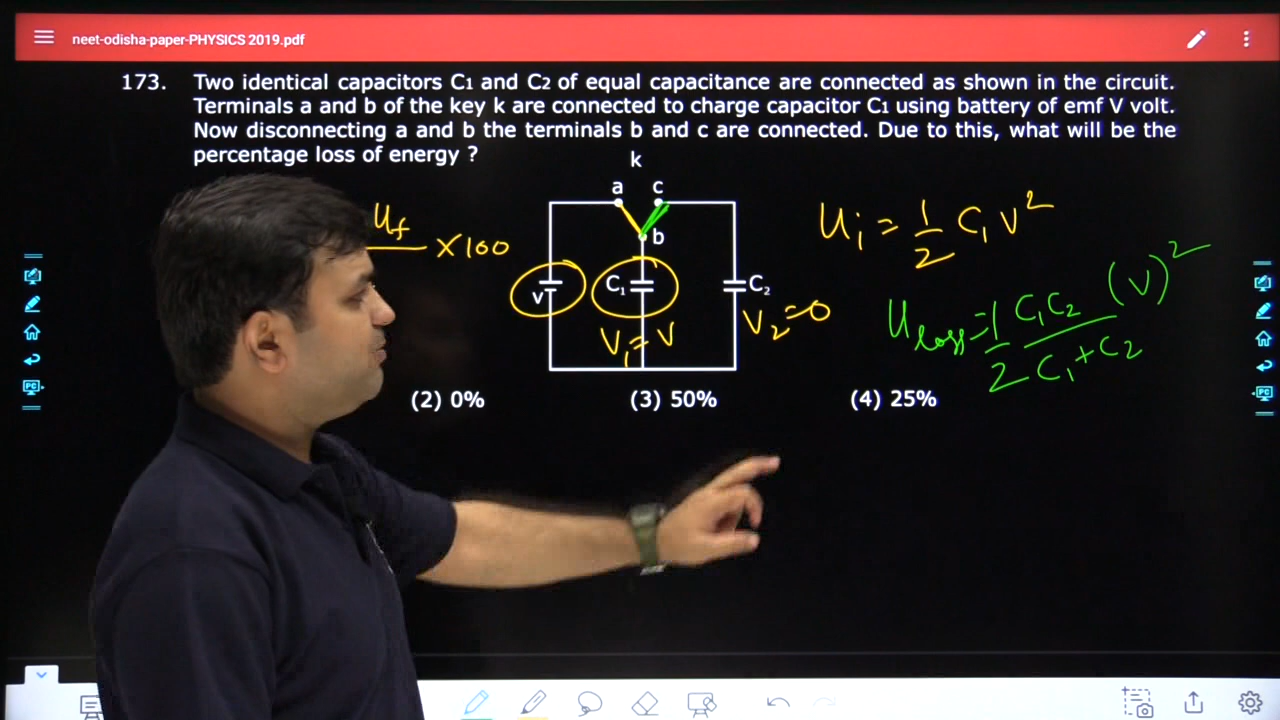 neet-odisha-paper-PHYSICS 2019.pdf
173. Two identical capacitors C1 and C2 of equal capacitance are connected as shown in the circuit.
Terminals a and b of the key k are connected to charge capacitor C1 using battery of emf V volt.
Now disconnecting a and b the terminals b and c are connected. Due to this, what will be the
percentage loss of energy ?
k
a c
b
Uf × 100
V
C1
C2
V1 = V
V2 = 0
Ui = 1/2 C1 V^2
Uloss = 1/2 C1C2/C1+C2 (V)^2
(2) 0% (3) 50% (4) 25%
PC PC